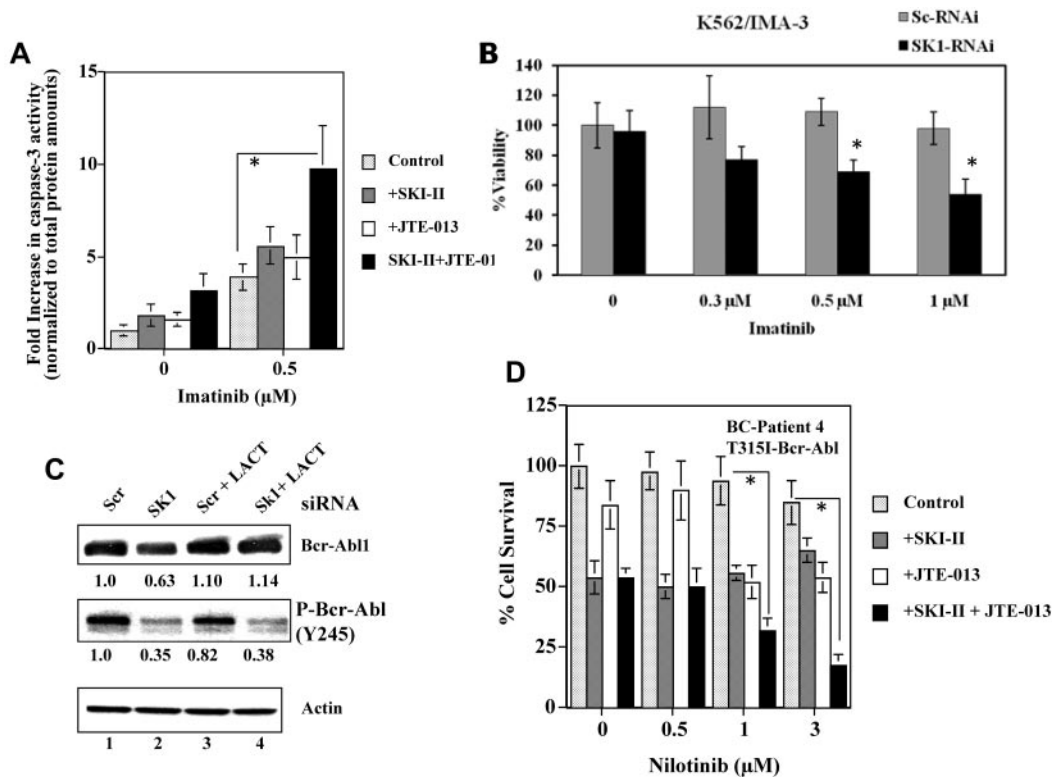 A
Fold Increase in caspase-3 activity
(normalized to total protein amounts)
15
10
5
0
0 0.5
Imatinib (μM)
Control
+SKI-II
+JTE-013
SKI-II+JTE-01
*
B
K562/IMA-3
Sc-RNAi
SK1-RNAi
%Viability
140
120
100
80
60
40
20
0
* *
0 0.3 μM 0.5 μM 1 μM
Imatinib
C
Scr SK1 Scr + LACT Sk1+ LACT siRNA
Bcr-Abl1
1.0 0.63 1.10 1.14
P-Bcr-Abl
(Y245)
1.0 0.35 0.82 0.38
Actin
1 2 3 4
D
% Cell Survival
125
100
75
50
25
0
BC-Patient 4
T315I-Bcr-Abl
* *
0 0.5 1 3
Nilotinib (μM)
Control
+SKI-II
+JTE-013
+SKI-II + JTE-013